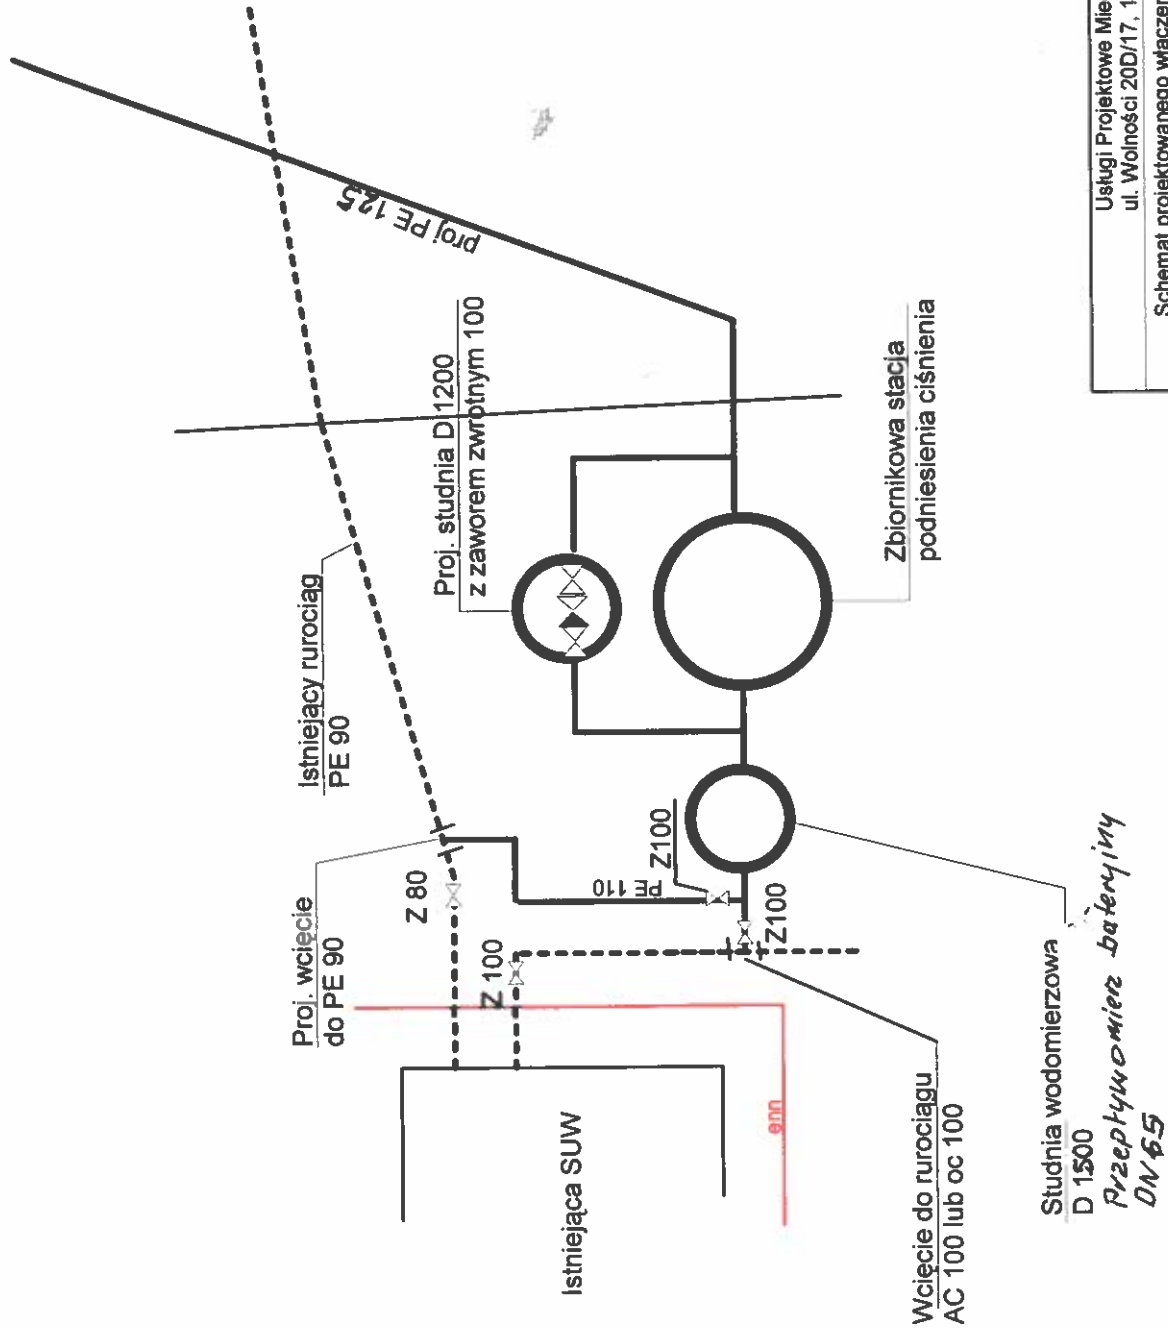 Usługi Projektowe Mie
ul. Wolności 20D/17, 1
Schemat projektowanego włączen
proj PE 125
Proj. studnia D 1200
z zaworem zwrotnym 100
Zbiornikowa stacja
podniesienia ciśnienia
Istniejący rurociąg
PE 90
Proj. wcięcie
do PE 90
Z 80
Z 100
PE 110
Z100
Z100
Istniejąca SUW
enn
Wcięcie do rurociągu
AC 100 lub oc 100
Studnia wodomierzowa
D 1500
Przepływomierz bateryjny
DN 65